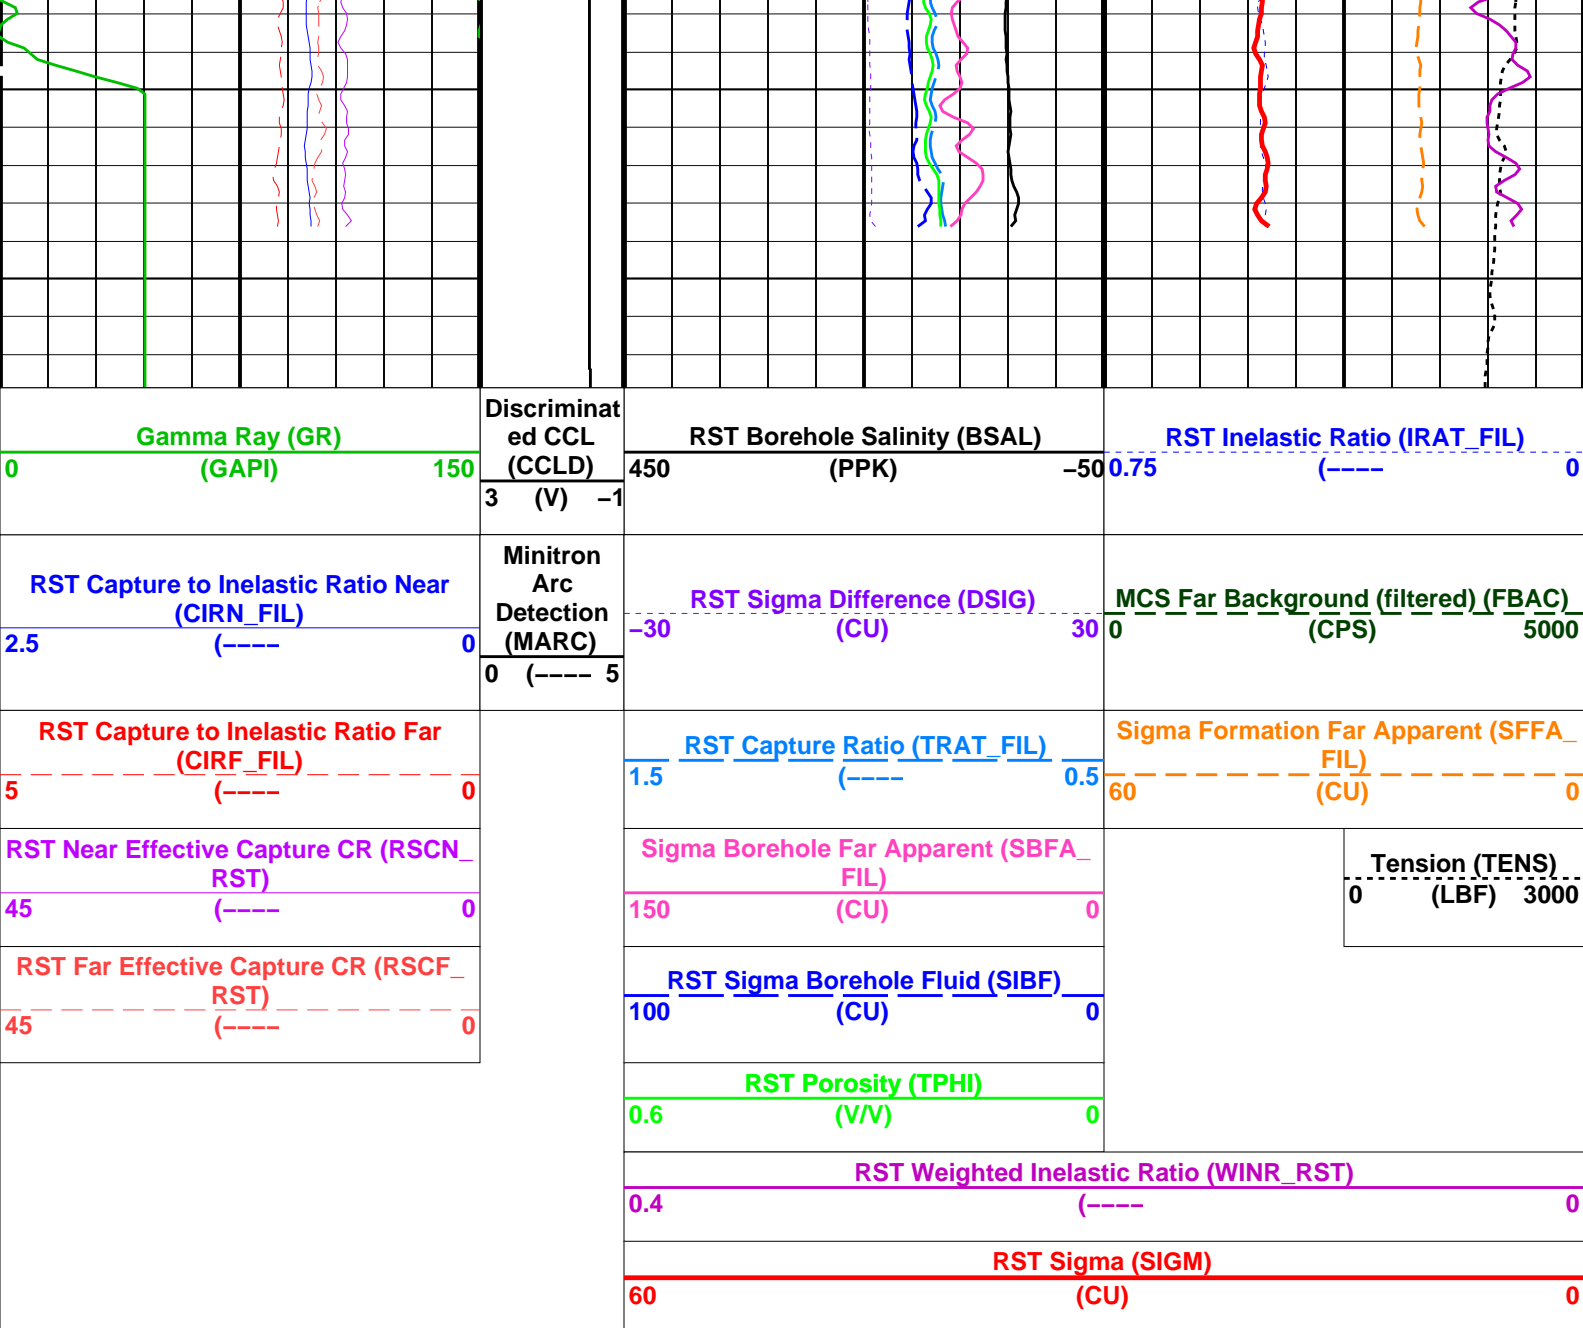 Gamma Ray (GR)
0 (GAPI) 150
Discriminat
ed CCL
(CCLD)
3 (V) −1
RST Borehole Salinity (BSAL)
450 (PPK) −50
RST Inelastic Ratio (IRAT_FIL)
0.75 (−−−− 0
RST Capture to Inelastic Ratio Near
(CIRN_FIL)
2.5 (−−−− 0
Minitron
Arc
Detection
(MARC)
0 (−−−− 5
RST Sigma Difference (DSIG)
−30 (CU) 30
MCS Far Background (filtered) (FBAC)
0 (CPS) 5000
RST Capture to Inelastic Ratio Far
(CIRF_FIL)
5 (−−−− 0
RST Capture Ratio (TRAT_FIL)
1.5 (−−−− 0.5
Sigma Formation Far Apparent (SFFA_
FIL)
60 (CU) 0
RST Near Effective Capture CR (RSCN_
RST)
45 (−−−− 0
Sigma Borehole Far Apparent (SBFA_
FIL)
150 (CU) 0
Tension (TENS)
0 (LBF) 3000
RST Far Effective Capture CR (RSCF_
RST)
45 (−−−− 0
RST Sigma Borehole Fluid (SIBF)
100 (CU) 0
RST Porosity (TPHI)
0.6 (V/V) 0
RST Weighted Inelastic Ratio (WINR_RST)
0.4 (−−−− 0
RST Sigma (SIGM)
60 (CU) 0